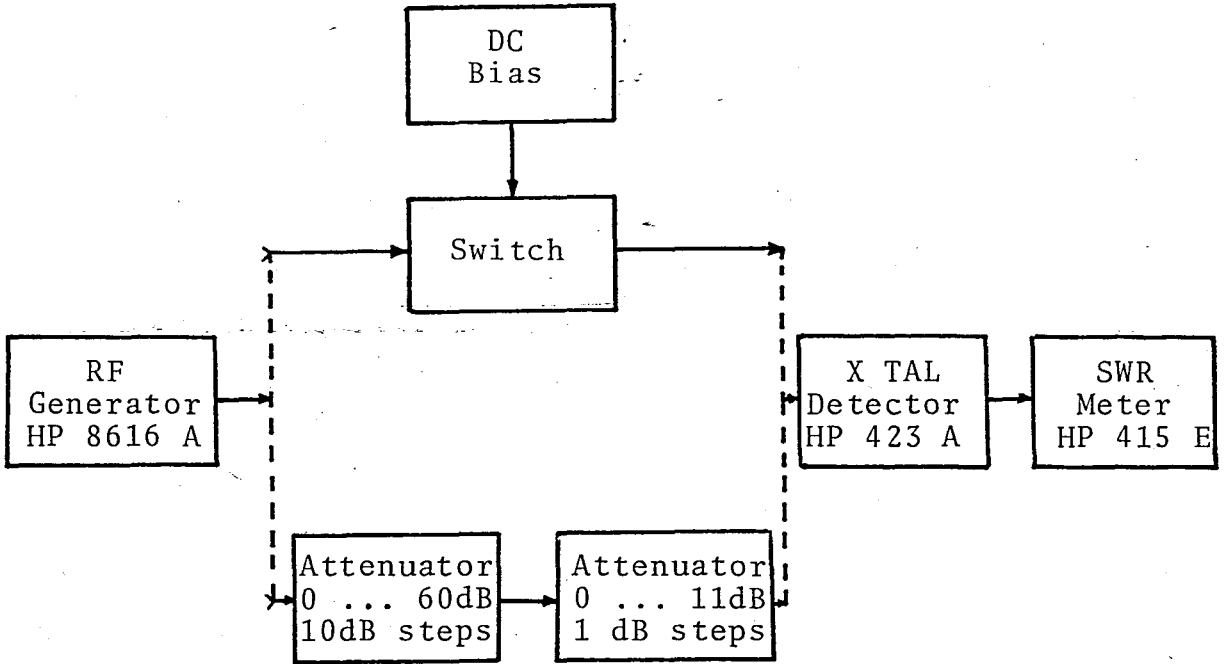 DC
Bias
Switch
RF
Generator
HP 8616 A
X TAL
Detector
HP 423 A
SWR
Meter
HP 415 E
Attenuator
0 ... 60dB
10dB steps
Attenuator
0 ... 11dB
1 dB steps